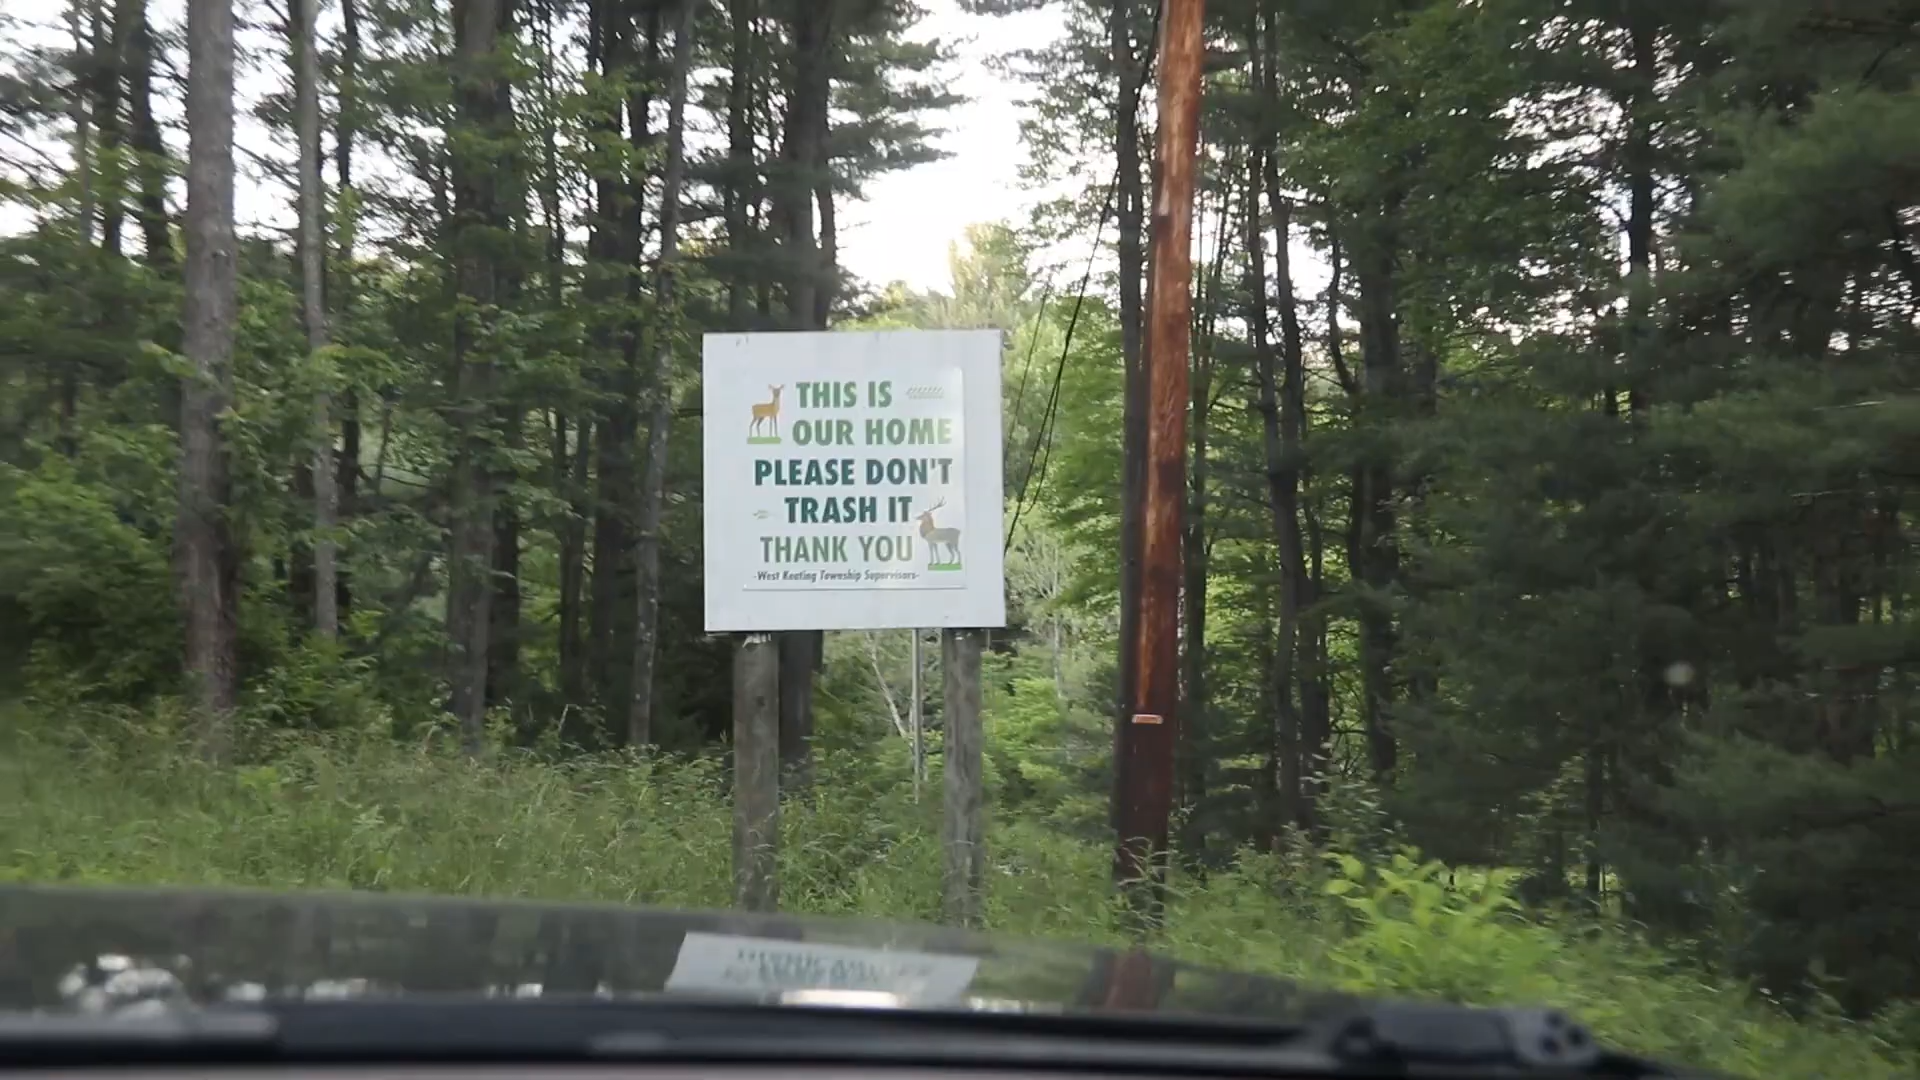 THIS IS
OUR HOME
PLEASE DON'T
TRASH IT
THANK YOU
-West Keating Township Supervisors-